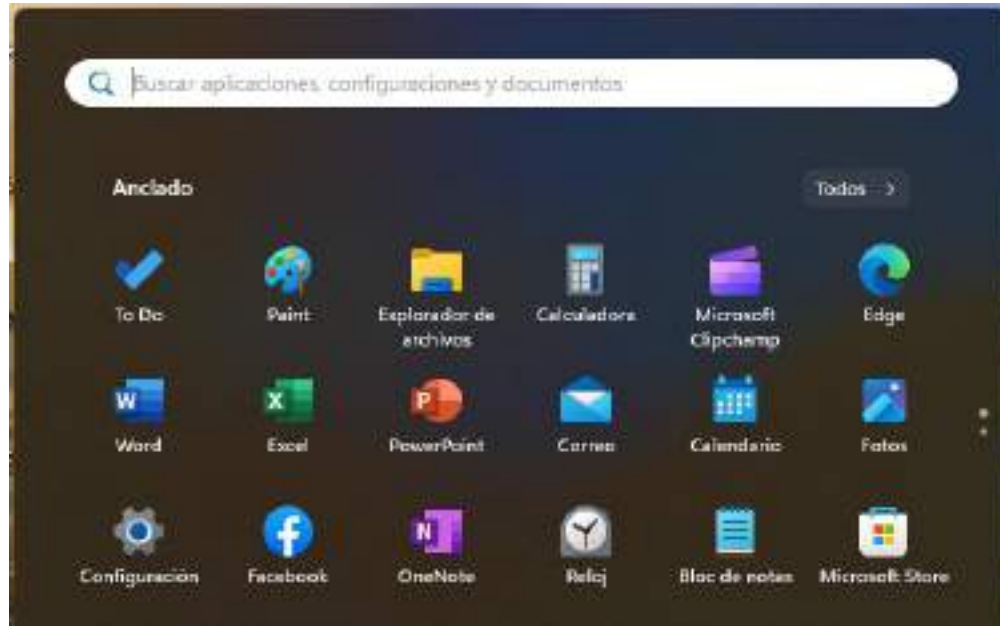 Buscar aplicaciones, configuraciones y documentos
Anclado
Todos >
To Do
Paint
Explorador de
archivos
Calculadora
Microsoft
Clipchamp
Edge
Word
Excel
PowerPoint
Correo
Calendario
Fotos
Configuración
Facebook
OneNote
Reloj
Bloc de notas
Microsoft Store